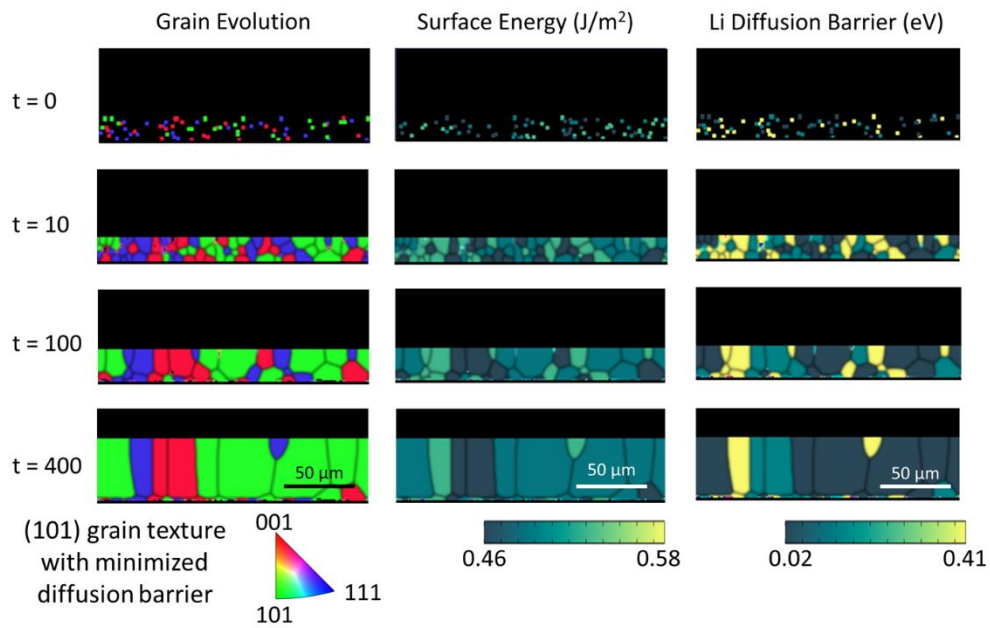 Grain Evolution
Surface Energy (J/m²)
Li Diffusion Barrier (eV)
t = 0
t = 10
t = 100
t = 400
50 μm
50 μm
50 μm
(101) grain texture
with minimized
diffusion barrier
001
111
101
0.46
0.58
0.02
0.41